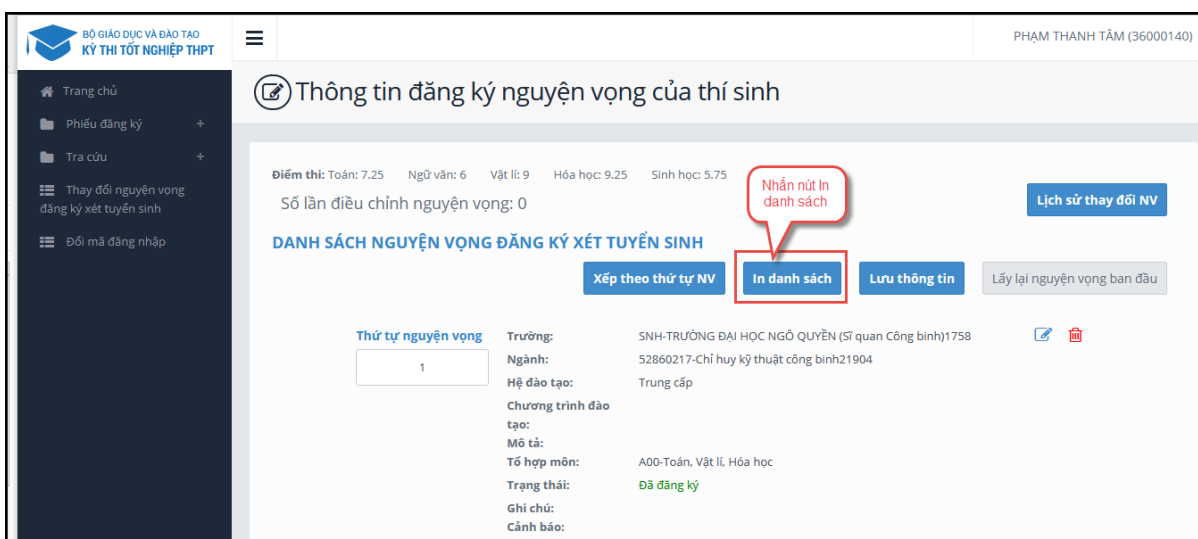 BỘ GIÁO DỤC VÀ ĐÀO TẠO
KỲ THI TỐT NGHIỆP THPT
PHẠM THANH TÂM (36000140)
Trang chủ
Phiếu đăng ký +
Tra cứu +
Thay đổi nguyện vọng
đăng ký xét tuyển sinh
Đổi mã đăng nhập
Thông tin đăng ký nguyện vọng của thí sinh
Điểm thi: Toán: 7.25 Ngữ văn: 6 Vật lí: 9 Hóa học: 9.25 Sinh học: 5.75
Nhấn nút In
danh sách
Số lần điều chỉnh nguyện vọng: 0
Lịch sử thay đổi NV
DANH SÁCH NGUYỆN VỌNG ĐĂNG KÝ XÉT TUYỂN SINH
Xếp theo thứ tự NV In danh sách Lưu thông tin Lấy lại nguyện vọng ban đầu
Thứ tự nguyện vọng
1
Trường: SNH-TRƯỜNG ĐẠI HỌC NGÔ QUYỀN (Sĩ quan Công binh)1758
Ngành: 52860217-Chỉ huy kỹ thuật công binh21904
Hệ đào tạo: Trung cấp
Chương trình đào
tạo:
Mô tả:
Tổ hợp môn: A00-Toán, Vật lí, Hóa học
Trạng thái: Đã đăng ký
Ghi chú:
Cảnh báo: